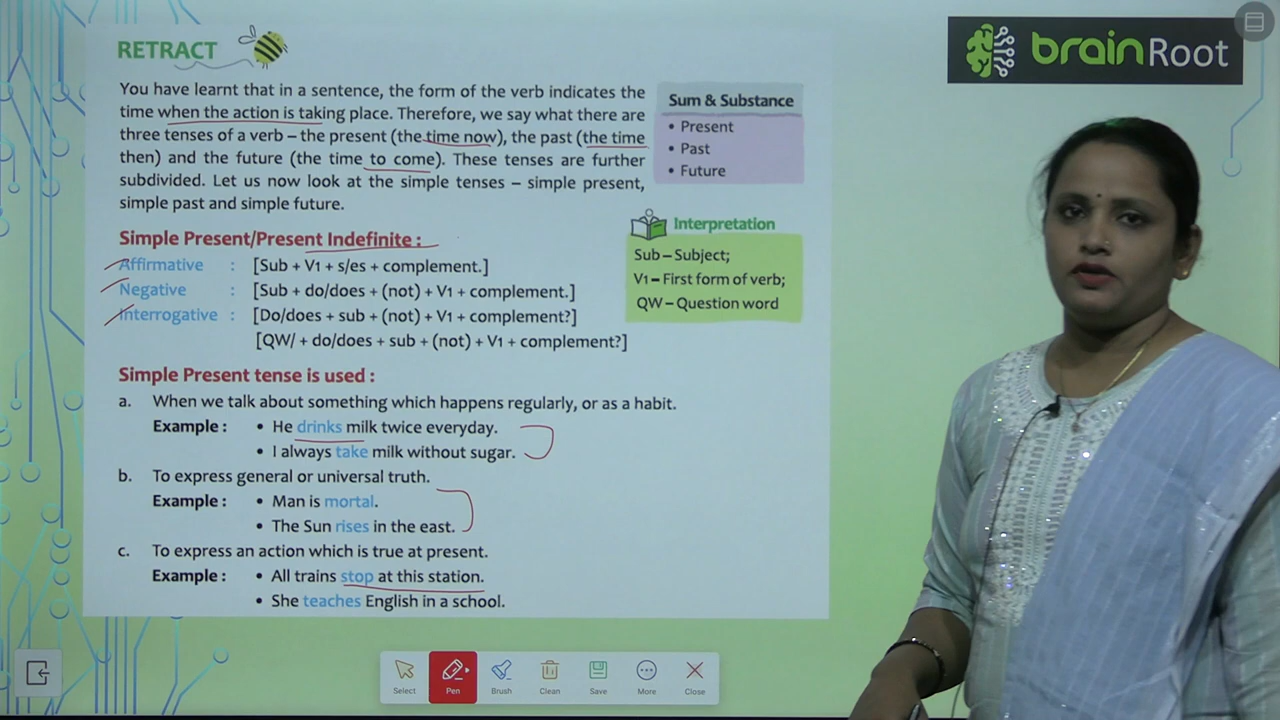 RETRACT
You have learnt that in a sentence, the form of the verb indicates the
time when the action is taking place. Therefore, we say what there are
three tenses of a verb – the present (the time now), the past (the time
then) and the future (the time to come). These tenses are further
subdivided. Let us now look at the simple tenses – simple present,
simple past and simple future.
Sum & Substance
• Present
• Past
• Future
Simple Present/Present Indefinite :
Affirmative : [Sub + V1 + s/es + complement.]
Negative : [Sub + do/does + (not) + V1 + complement.]
Interrogative : [Do/does + sub + (not) + V1 + complement?]
[QW/ + do/does + sub + (not) + V1 + complement?]
Interpretation
Sub – Subject;
V1 – First form of verb;
QW – Question word
Simple Present tense is used :
a. When we talk about something which happens regularly, or as a habit.
Example : • He drinks milk twice everyday.
• I always take milk without sugar.
b. To express general or universal truth.
Example : • Man is mortal.
• The Sun rises in the east.
c. To express an action which is true at present.
Example : • All trains stop at this station.
• She teaches English in a school.
brainRoot
Select Pen Brush Clean Save More Close